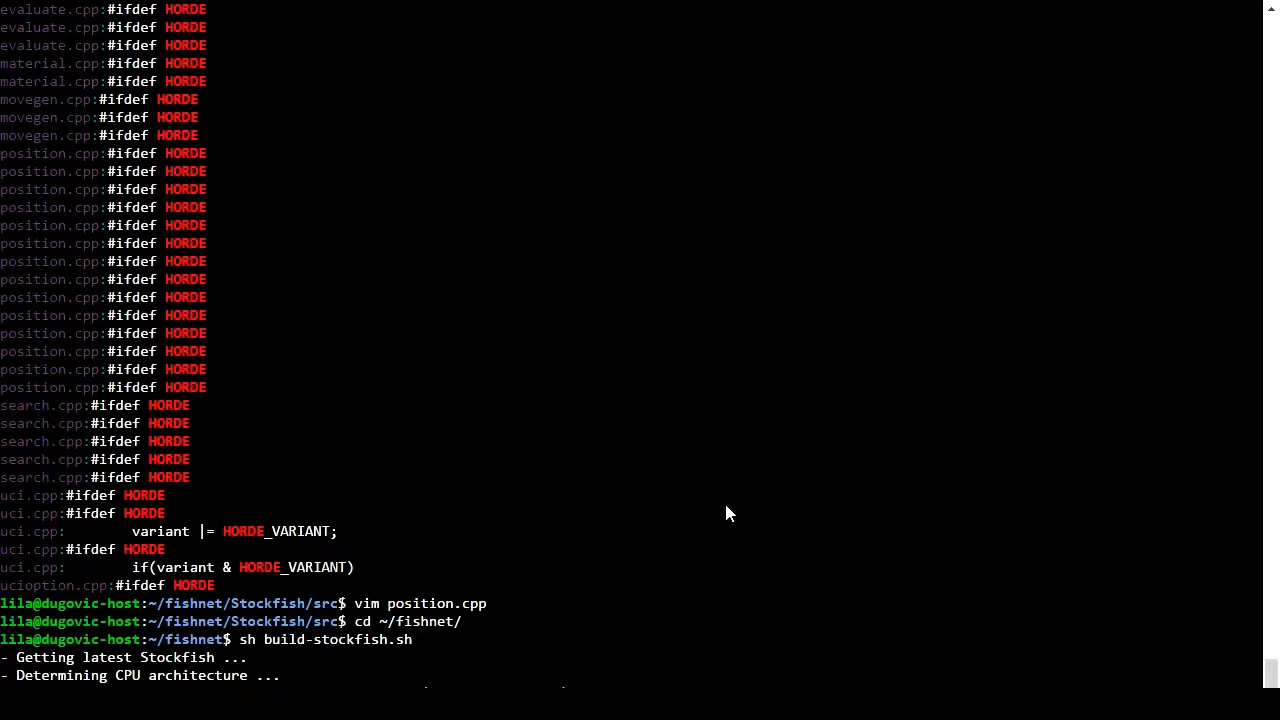 evaluate.cpp:#ifdef HORDE
evaluate.cpp:#ifdef HORDE
evaluate.cpp:#ifdef HORDE
material.cpp:#ifdef HORDE
material.cpp:#ifdef HORDE
movegen.cpp:#ifdef HORDE
movegen.cpp:#ifdef HORDE
movegen.cpp:#ifdef HORDE
position.cpp:#ifdef HORDE
position.cpp:#ifdef HORDE
position.cpp:#ifdef HORDE
position.cpp:#ifdef HORDE
position.cpp:#ifdef HORDE
position.cpp:#ifdef HORDE
position.cpp:#ifdef HORDE
position.cpp:#ifdef HORDE
position.cpp:#ifdef HORDE
position.cpp:#ifdef HORDE
position.cpp:#ifdef HORDE
position.cpp:#ifdef HORDE
position.cpp:#ifdef HORDE
position.cpp:#ifdef HORDE
search.cpp:#ifdef HORDE
search.cpp:#ifdef HORDE
search.cpp:#ifdef HORDE
search.cpp:#ifdef HORDE
search.cpp:#ifdef HORDE
uci.cpp:#ifdef HORDE
uci.cpp:#ifdef HORDE
uci.cpp:        variant |= HORDE_VARIANT;
uci.cpp:#ifdef HORDE
uci.cpp:        if(variant & HORDE_VARIANT)
ucioption.cpp:#ifdef HORDE
lila@dugovic-host:~/fishnet/Stockfish/src$ vim position.cpp
lila@dugovic-host:~/fishnet/Stockfish/src$ cd ~/fishnet/
lila@dugovic-host:~/fishnet$ sh build-stockfish.sh
- Getting latest Stockfish ...
- Determining CPU architecture ...